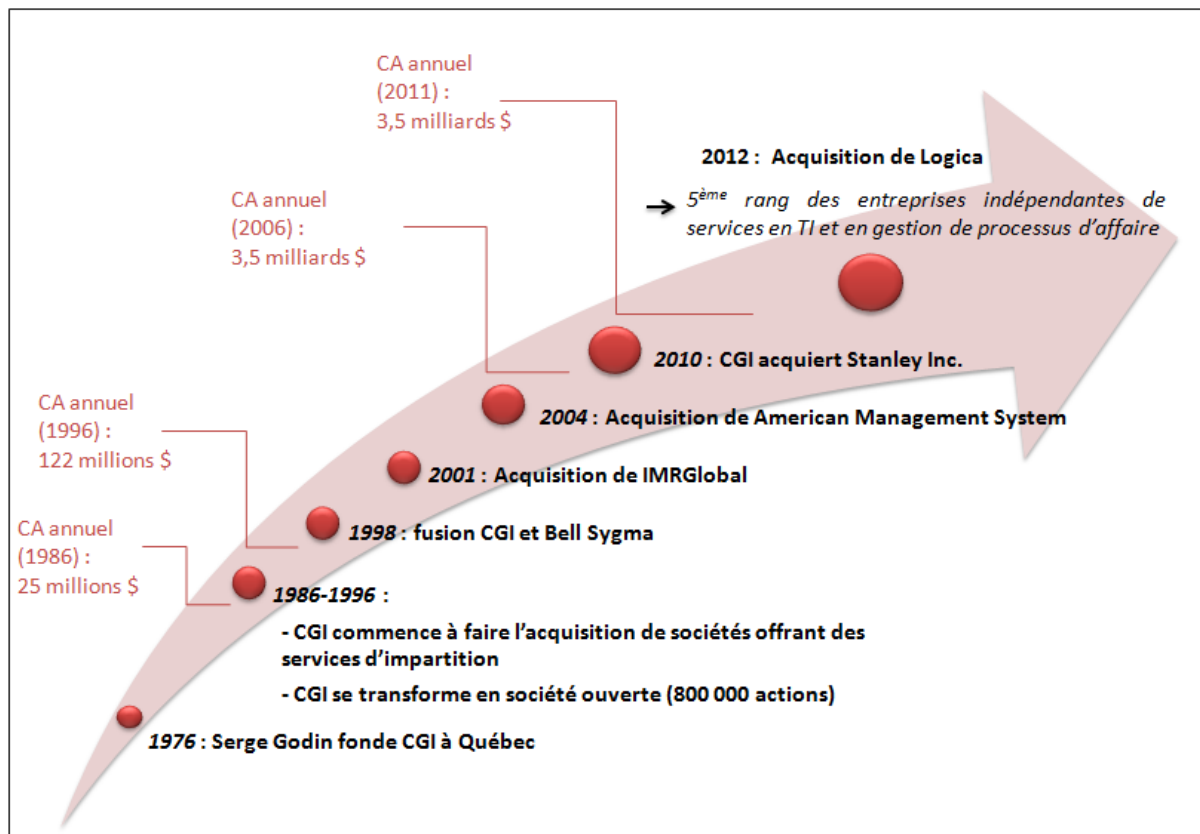 CA annuel
(2011) :
3,5 milliards $
2012 : Acquisition de Logica
5ème rang des entreprises indépendantes de
services en TI et en gestion de processus d'affaire
CA annuel
(2006) :
3,5 milliards $
2010 : CGI acquiert Stanley Inc.
CA annuel
(1996) :
122 millions $
2004 : Acquisition de American Management System
2001 : Acquisition de IMRGlobal
CA annuel
(1986) :
25 millions $
1998 : fusion CGI et Bell Sygma
1986-1996 :
- CGI commence à faire l'acquisition de sociétés offrant des
services d'impartition
- CGI se transforme en société ouverte (800 000 actions)
1976 : Serge Godin fonde CGI à Québec